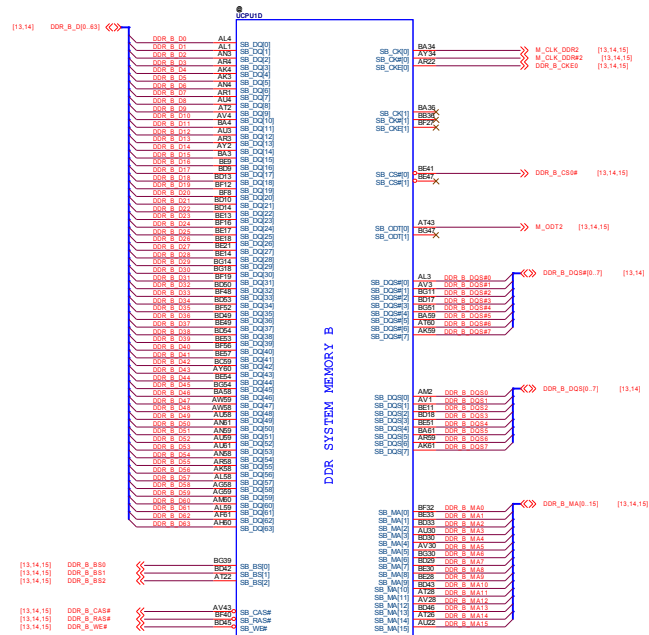 @
UCPU1D
[13,14] DDR_B_D[0..63]
DDR_B_D0 AL4 SB_DQ[0]
DDR_B_D1 AL1 SB_DQ[1]
DDR_B_D2 AN3 SB_DQ[2]
DDR_B_D3 AR4 SB_DQ[3]
DDR_B_D4 AK4 SB_DQ[4]
DDR_B_D5 AK3 SB_DQ[5]
DDR_B_D6 AN4 SB_DQ[6]
DDR_B_D7 AR1 SB_DQ[7]
DDR_B_D8 AU4 SB_DQ[8]
DDR_B_D9 AT2 SB_DQ[9]
DDR_B_D10 AV4 SB_DQ[10]
DDR_B_D11 BA4 SB_DQ[11]
DDR_B_D12 AU3 SB_DQ[12]
DDR_B_D13 AR3 SB_DQ[13]
DDR_B_D14 AY2 SB_DQ[14]
DDR_B_D15 BA3 SB_DQ[15]
DDR_B_D16 BE9 SB_DQ[16]
DDR_B_D17 BD9 SB_DQ[17]
DDR_B_D18 BD13 SB_DQ[18]
DDR_B_D19 BF12 SB_DQ[19]
DDR_B_D20 BF8 SB_DQ[20]
DDR_B_D21 BD10 SB_DQ[21]
DDR_B_D22 BD14 SB_DQ[22]
DDR_B_D23 BE13 SB_DQ[23]
DDR_B_D24 BF16 SB_DQ[24]
DDR_B_D25 BE17 SB_DQ[25]
DDR_B_D26 BE18 SB_DQ[26]
DDR_B_D27 BE21 SB_DQ[27]
DDR_B_D28 BE14 SB_DQ[28]
DDR_B_D29 BG14 SB_DQ[29]
DDR_B_D30 BG18 SB_DQ[30]
DDR_B_D31 BF19 SB_DQ[31]
DDR_B_D32 BD50 SB_DQ[32]
DDR_B_D33 BF48 SB_DQ[33]
DDR_B_D34 BD53 SB_DQ[34]
DDR_B_D35 BF52 SB_DQ[35]
DDR_B_D36 BD49 SB_DQ[36]
DDR_B_D37 BE49 SB_DQ[37]
DDR_B_D38 BD54 SB_DQ[38]
DDR_B_D39 BE53 SB_DQ[39]
DDR_B_D40 BF56 SB_DQ[40]
DDR_B_D41 BE57 SB_DQ[41]
DDR_B_D42 BC59 SB_DQ[42]
DDR_B_D43 AY60 SB_DQ[43]
DDR_B_D44 BE54 SB_DQ[44]
DDR_B_D45 BG54 SB_DQ[45]
DDR_B_D46 BA58 SB_DQ[46]
DDR_B_D47 AW59 SB_DQ[47]
DDR_B_D48 AW58 SB_DQ[48]
DDR_B_D49 AU58 SB_DQ[49]
DDR_B_D50 AN61 SB_DQ[50]
DDR_B_D51 AN59 SB_DQ[51]
DDR_B_D52 AU59 SB_DQ[52]
DDR_B_D53 AU61 SB_DQ[53]
DDR_B_D54 AN58 SB_DQ[54]
DDR_B_D55 AR58 SB_DQ[55]
DDR_B_D56 AK58 SB_DQ[56]
DDR_B_D57 AL58 SB_DQ[57]
DDR_B_D58 AG58 SB_DQ[58]
DDR_B_D59 AG59 SB_DQ[59]
DDR_B_D60 AM60 SB_DQ[60]
DDR_B_D61 AL59 SB_DQ[61]
DDR_B_D62 AF61 SB_DQ[62]
DDR_B_D63 AH60 SB_DQ[63]
[13,14,15] DDR_B_BS0 BG39 SB_BS[0]
[13,14,15] DDR_B_BS1 BD42 SB_BS[1]
[13,14,15] DDR_B_BS2 AT22 SB_BS[2]
[13,14,15] DDR_B_CAS# AV43 SB_CAS#
[13,14,15] DDR_B_RAS# BF40 SB_RAS#
[13,14,15] DDR_B_WE# BD45 SB_WE#
DDR SYSTEM MEMORY B
SB_CK[0] BA34 M_CLK_DDR2 [13,14,15]
SB_CK#[0] AY34 M_CLK_DDR#2 [13,14,15]
SB_CKE[0] AR22 DDR_B_CKE0 [13,14,15]
SB_CK[1] BA36
SB_CK#[1] BB36
SB_CKE[1] BF27
SB_CS#[0] BE41 DDR_B_CS0# [13,14,15]
SB_CS#[1] BE47
SB_ODT[0] AT43 M_ODT2 [13,14,15]
SB_ODT[1] BG47
DDR_B_DQS#[0..7] [13,14]
SB_DQS#[0] AL3 DDR_B_DQS#0
SB_DQS#[1] AV3 DDR_B_DQS#1
SB_DQS#[2] BG11 DDR_B_DQS#2
SB_DQS#[3] BD17 DDR_B_DQS#3
SB_DQS#[4] BG51 DDR_B_DQS#4
SB_DQS#[5] BA59 DDR_B_DQS#5
SB_DQS#[6] AT60 DDR_B_DQS#6
SB_DQS#[7] AK59 DDR_B_DQS#7
DDR_B_DQS[0..7] [13,14]
SB_DQS[0] AM2 DDR_B_DQS0
SB_DQS[1] AV1 DDR_B_DQS1
SB_DQS[2] BE11 DDR_B_DQS2
SB_DQS[3] BD18 DDR_B_DQS3
SB_DQS[4] BE51 DDR_B_DQS4
SB_DQS[5] BA61 DDR_B_DQS5
SB_DQS[6] AR59 DDR_B_DQS6
SB_DQS[7] AK61 DDR_B_DQS7
DDR_B_MA[0..15] [13,14,15]
SB_MA[0] BF32 DDR_B_MA0
SB_MA[1] BE33 DDR_B_MA1
SB_MA[2] BD33 DDR_B_MA2
SB_MA[3] AU30 DDR_B_MA3
SB_MA[4] BD30 DDR_B_MA4
SB_MA[5] AV30 DDR_B_MA5
SB_MA[6] BG30 DDR_B_MA6
SB_MA[7] BD29 DDR_B_MA7
SB_MA[8] BE30 DDR_B_MA8
SB_MA[9] BE28 DDR_B_MA9
SB_MA[10] BD43 DDR_B_MA10
SB_MA[11] AT28 DDR_B_MA11
SB_MA[12] AV28 DDR_B_MA12
SB_MA[13] BD46 DDR_B_MA13
SB_MA[14] AT26 DDR_B_MA14
SB_MA[15] AU22 DDR_B_MA15